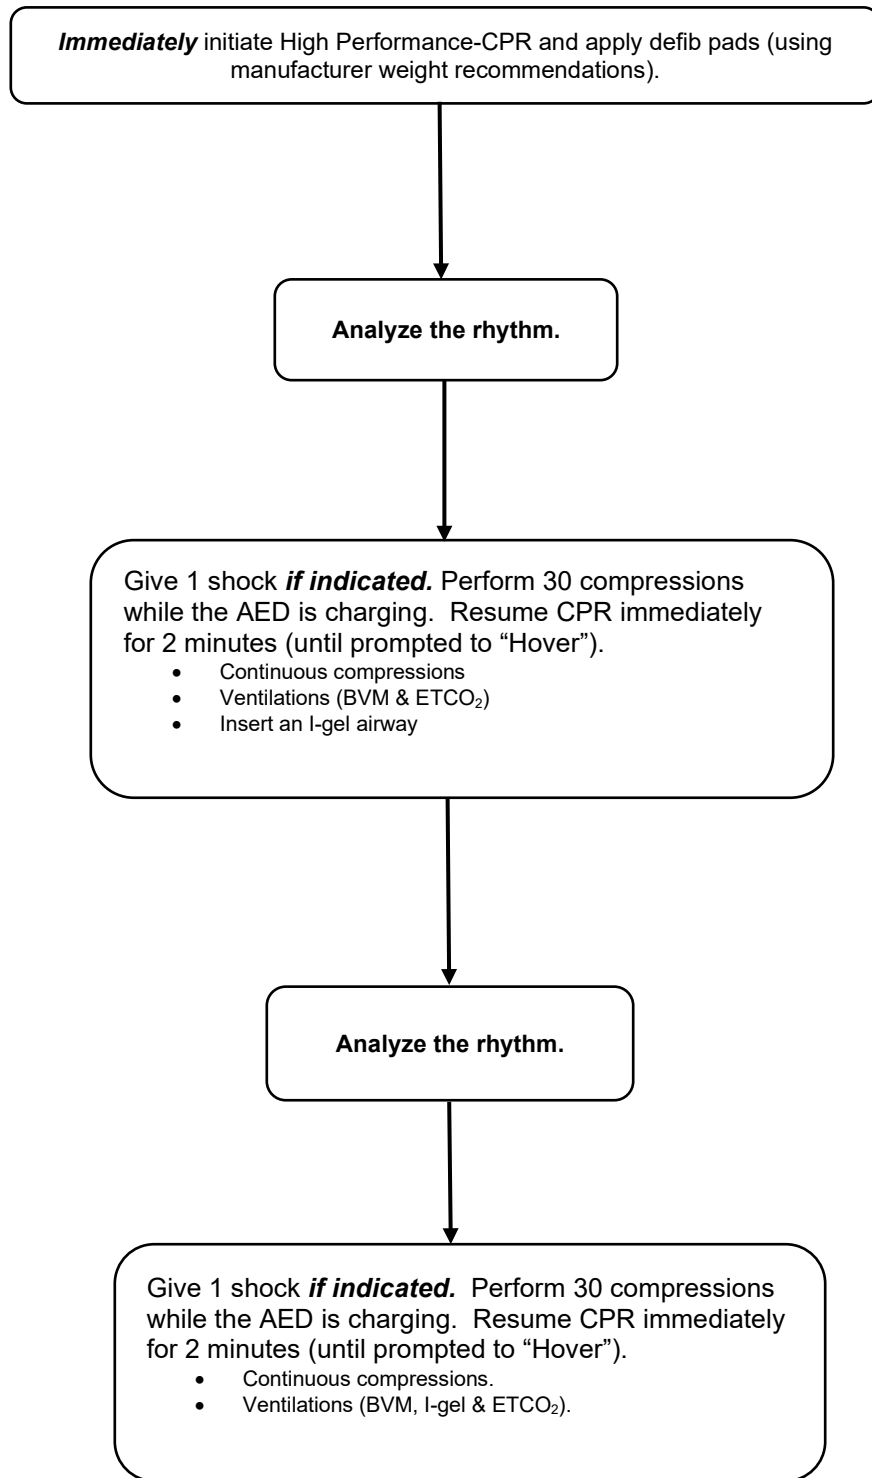 Immediately initiate High Performance-CPR and apply defib pads (using
manufacturer weight recommendations).
Analyze the rhythm.
Give 1 shock if indicated. Perform 30 compressions
while the AED is charging.  Resume CPR immediately
for 2 minutes (until prompted to “Hover”).
• Continuous compressions
• Ventilations (BVM & ETCO₂)
• Insert an I-gel airway
Analyze the rhythm.
Give 1 shock if indicated.  Perform 30 compressions
while the AED is charging.  Resume CPR immediately
for 2 minutes (until prompted to “Hover”).
• Continuous compressions.
• Ventilations (BVM, I-gel & ETCO₂).